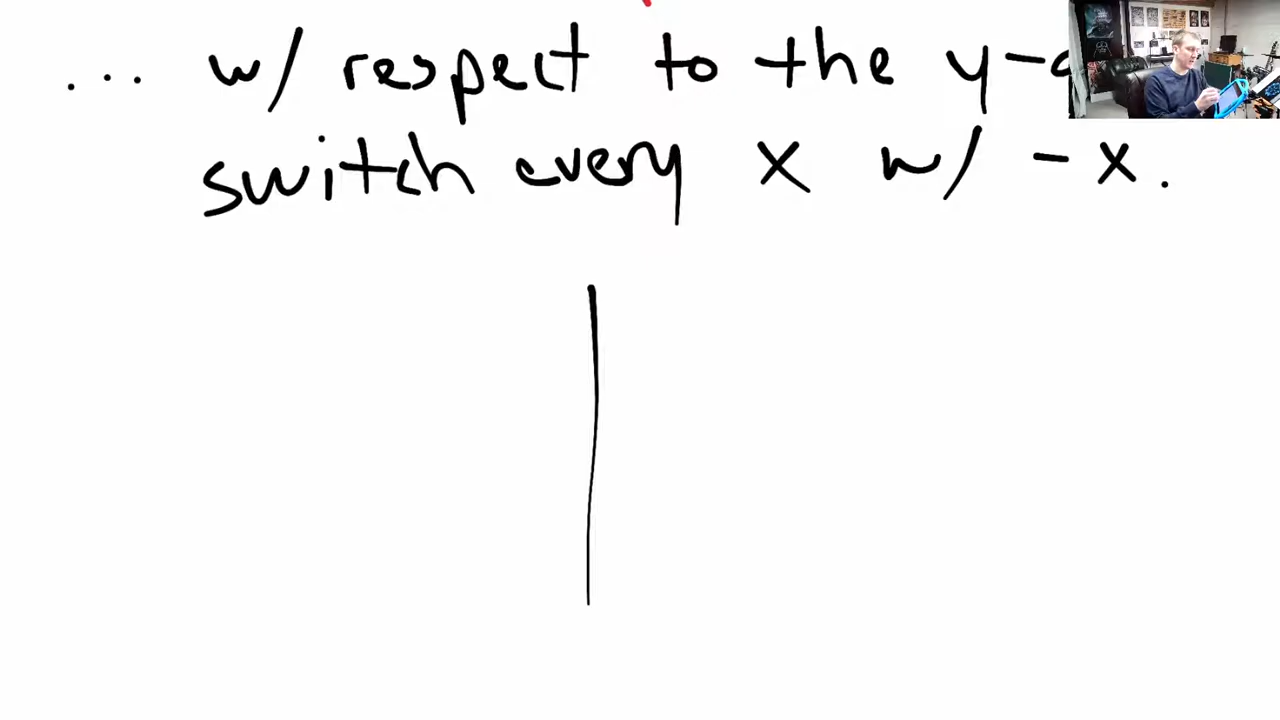 ... w/ respect to the
switch every x w/ -x.